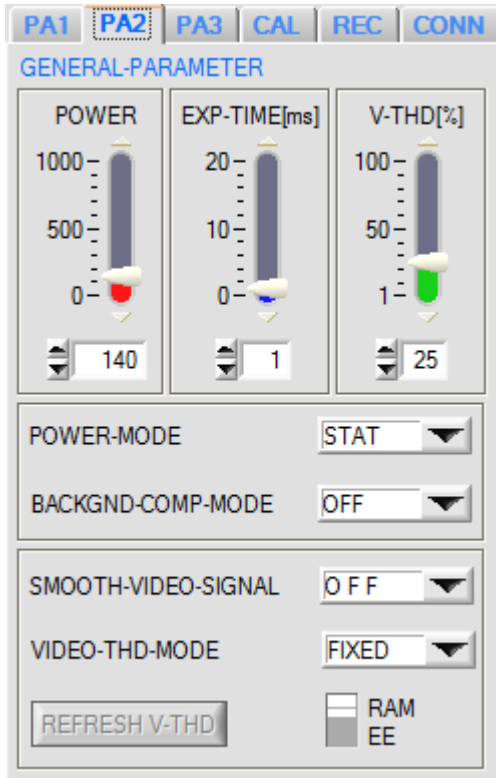 PA1 PA2 PA3 CAL REC CONN
GENERAL-PARAMETER
POWER EXP-TIME[ms] V-THD[%]
1000 20 100
500 10 50
0 0 1
140 1 25
POWER-MODE STAT
BACKGND-COMP-MODE OFF
SMOOTH-VIDEO-SIGNAL O F F
VIDEO-THD-MODE FIXED
REFRESH V-THD RAM
EE